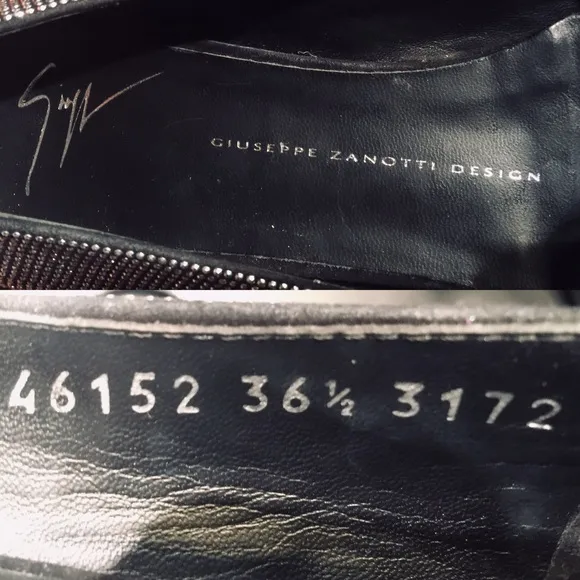 GIUSEPPE ZANOTTI DESIGN
46152 36½ 3172